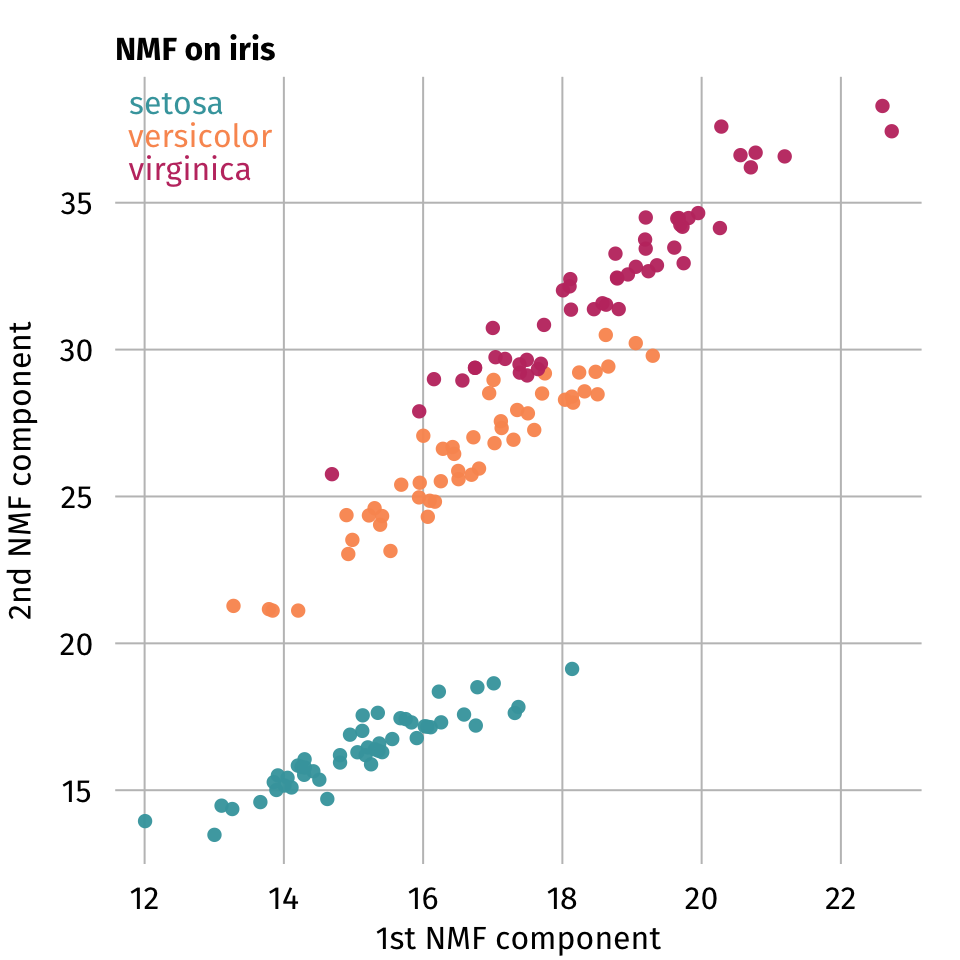 NMF on iris
setosa
versicolor
virginica
35
30
25
20
15
2nd NMF component
12 14 16 18 20 22
1st NMF component